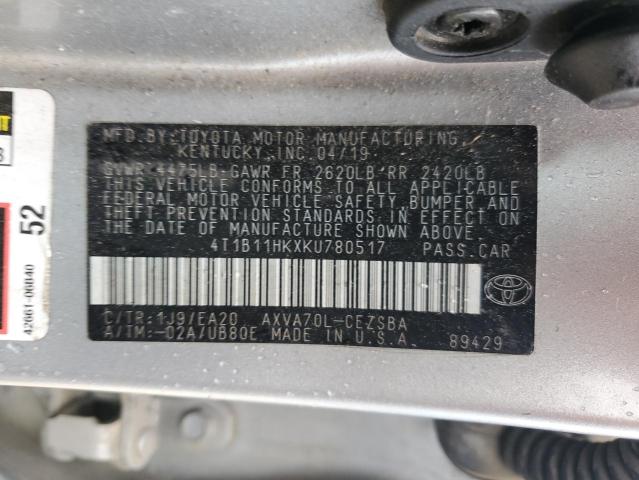 MFD.BY:TOYOTA MOTOR MANUFACTURING,
KENTUCKY, INC. 04/19
GVWR 4475LB GAWR FR 2620LB RR 2420LB
THIS VEHICLE CONFORMS TO ALL APPLICABLE
FEDERAL MOTOR VEHICLE SAFETY, BUMPER AND
THEFT PREVENTION STANDARDS IN EFFECT ON
THE DATE OF MANUFACTURE SHOWN ABOVE.
4T1B11HKXKU780517 PASS.CAR
C/TR:1J9/EA20 AXVA70L-CEZSBA
A/TM:-02A/UB80E MADE IN U.S.A. 89429
52
42661-06840